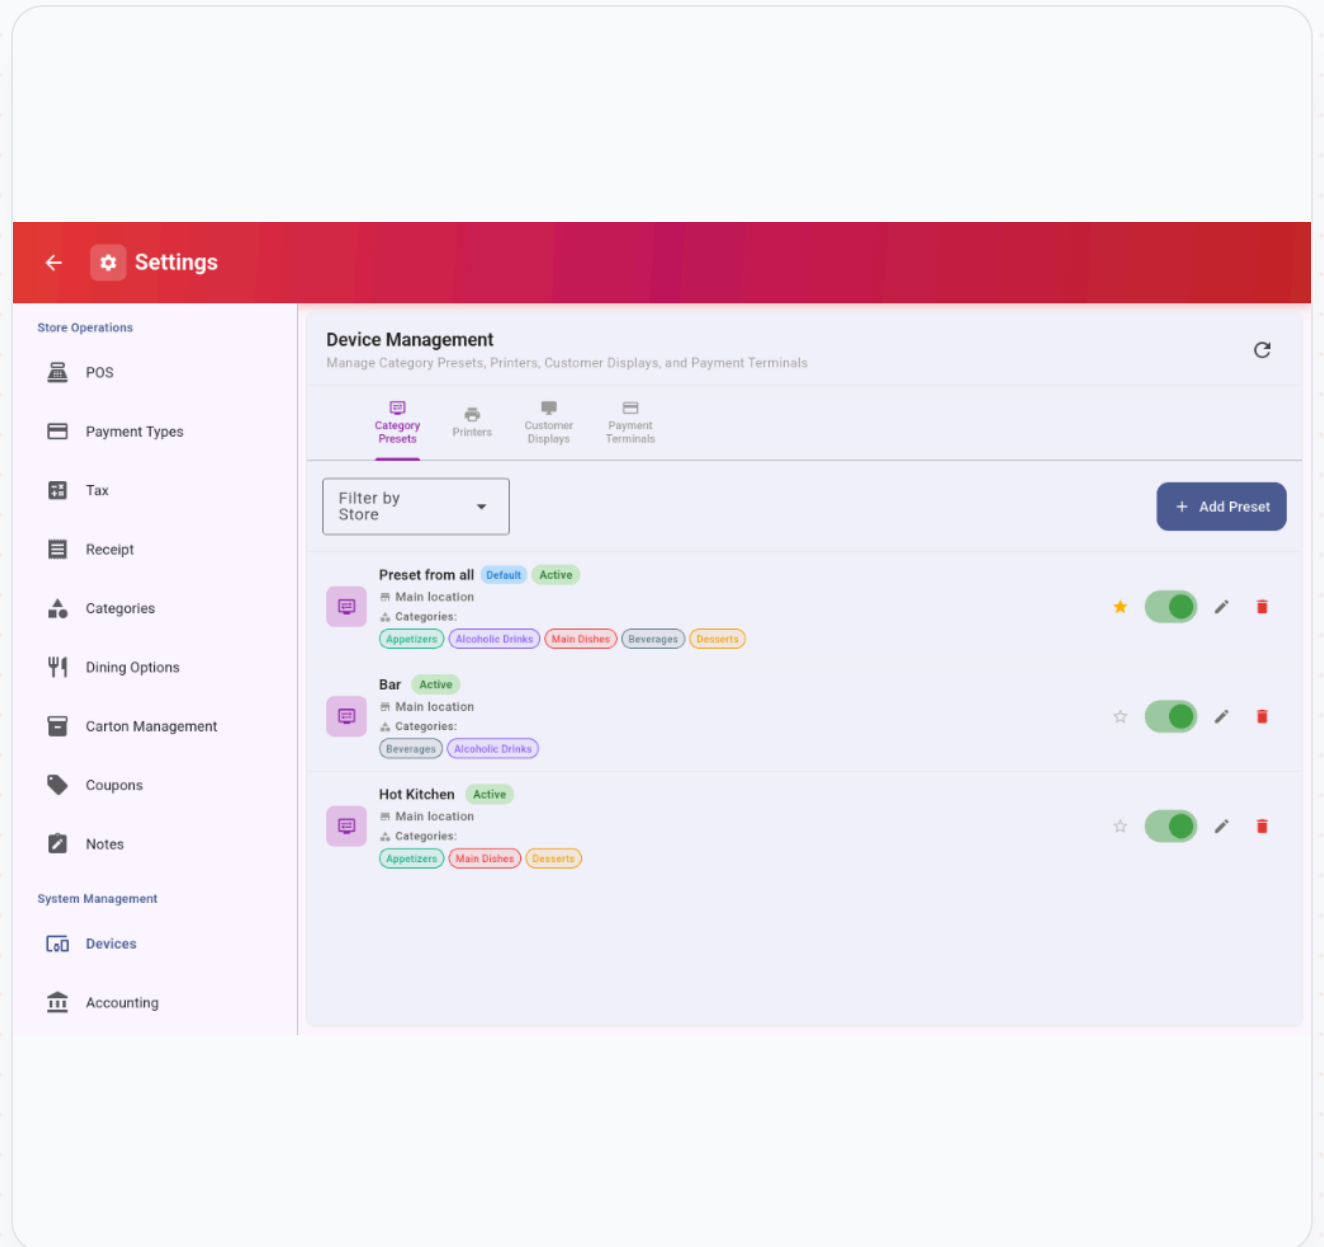 Settings
Store Operations
POS
Payment Types
Tax
Receipt
Categories
Dining Options
Carton Management
Coupons
Notes
System Management
Devices
Accounting
Device Management
Manage Category Presets, Printers, Customer Displays, and Payment Terminals
Category
Presets
Printers
Customer
Displays
Payment
Terminals
Filter by
Store
+ Add Preset
Preset from all Default Active
Main location
Categories:
Appetizers Alcoholic Drinks Main Dishes Beverages Desserts
Bar Active
Main location
Categories:
Beverages Alcoholic Drinks
Hot Kitchen Active
Main location
Categories:
Appetizers Main Dishes Desserts